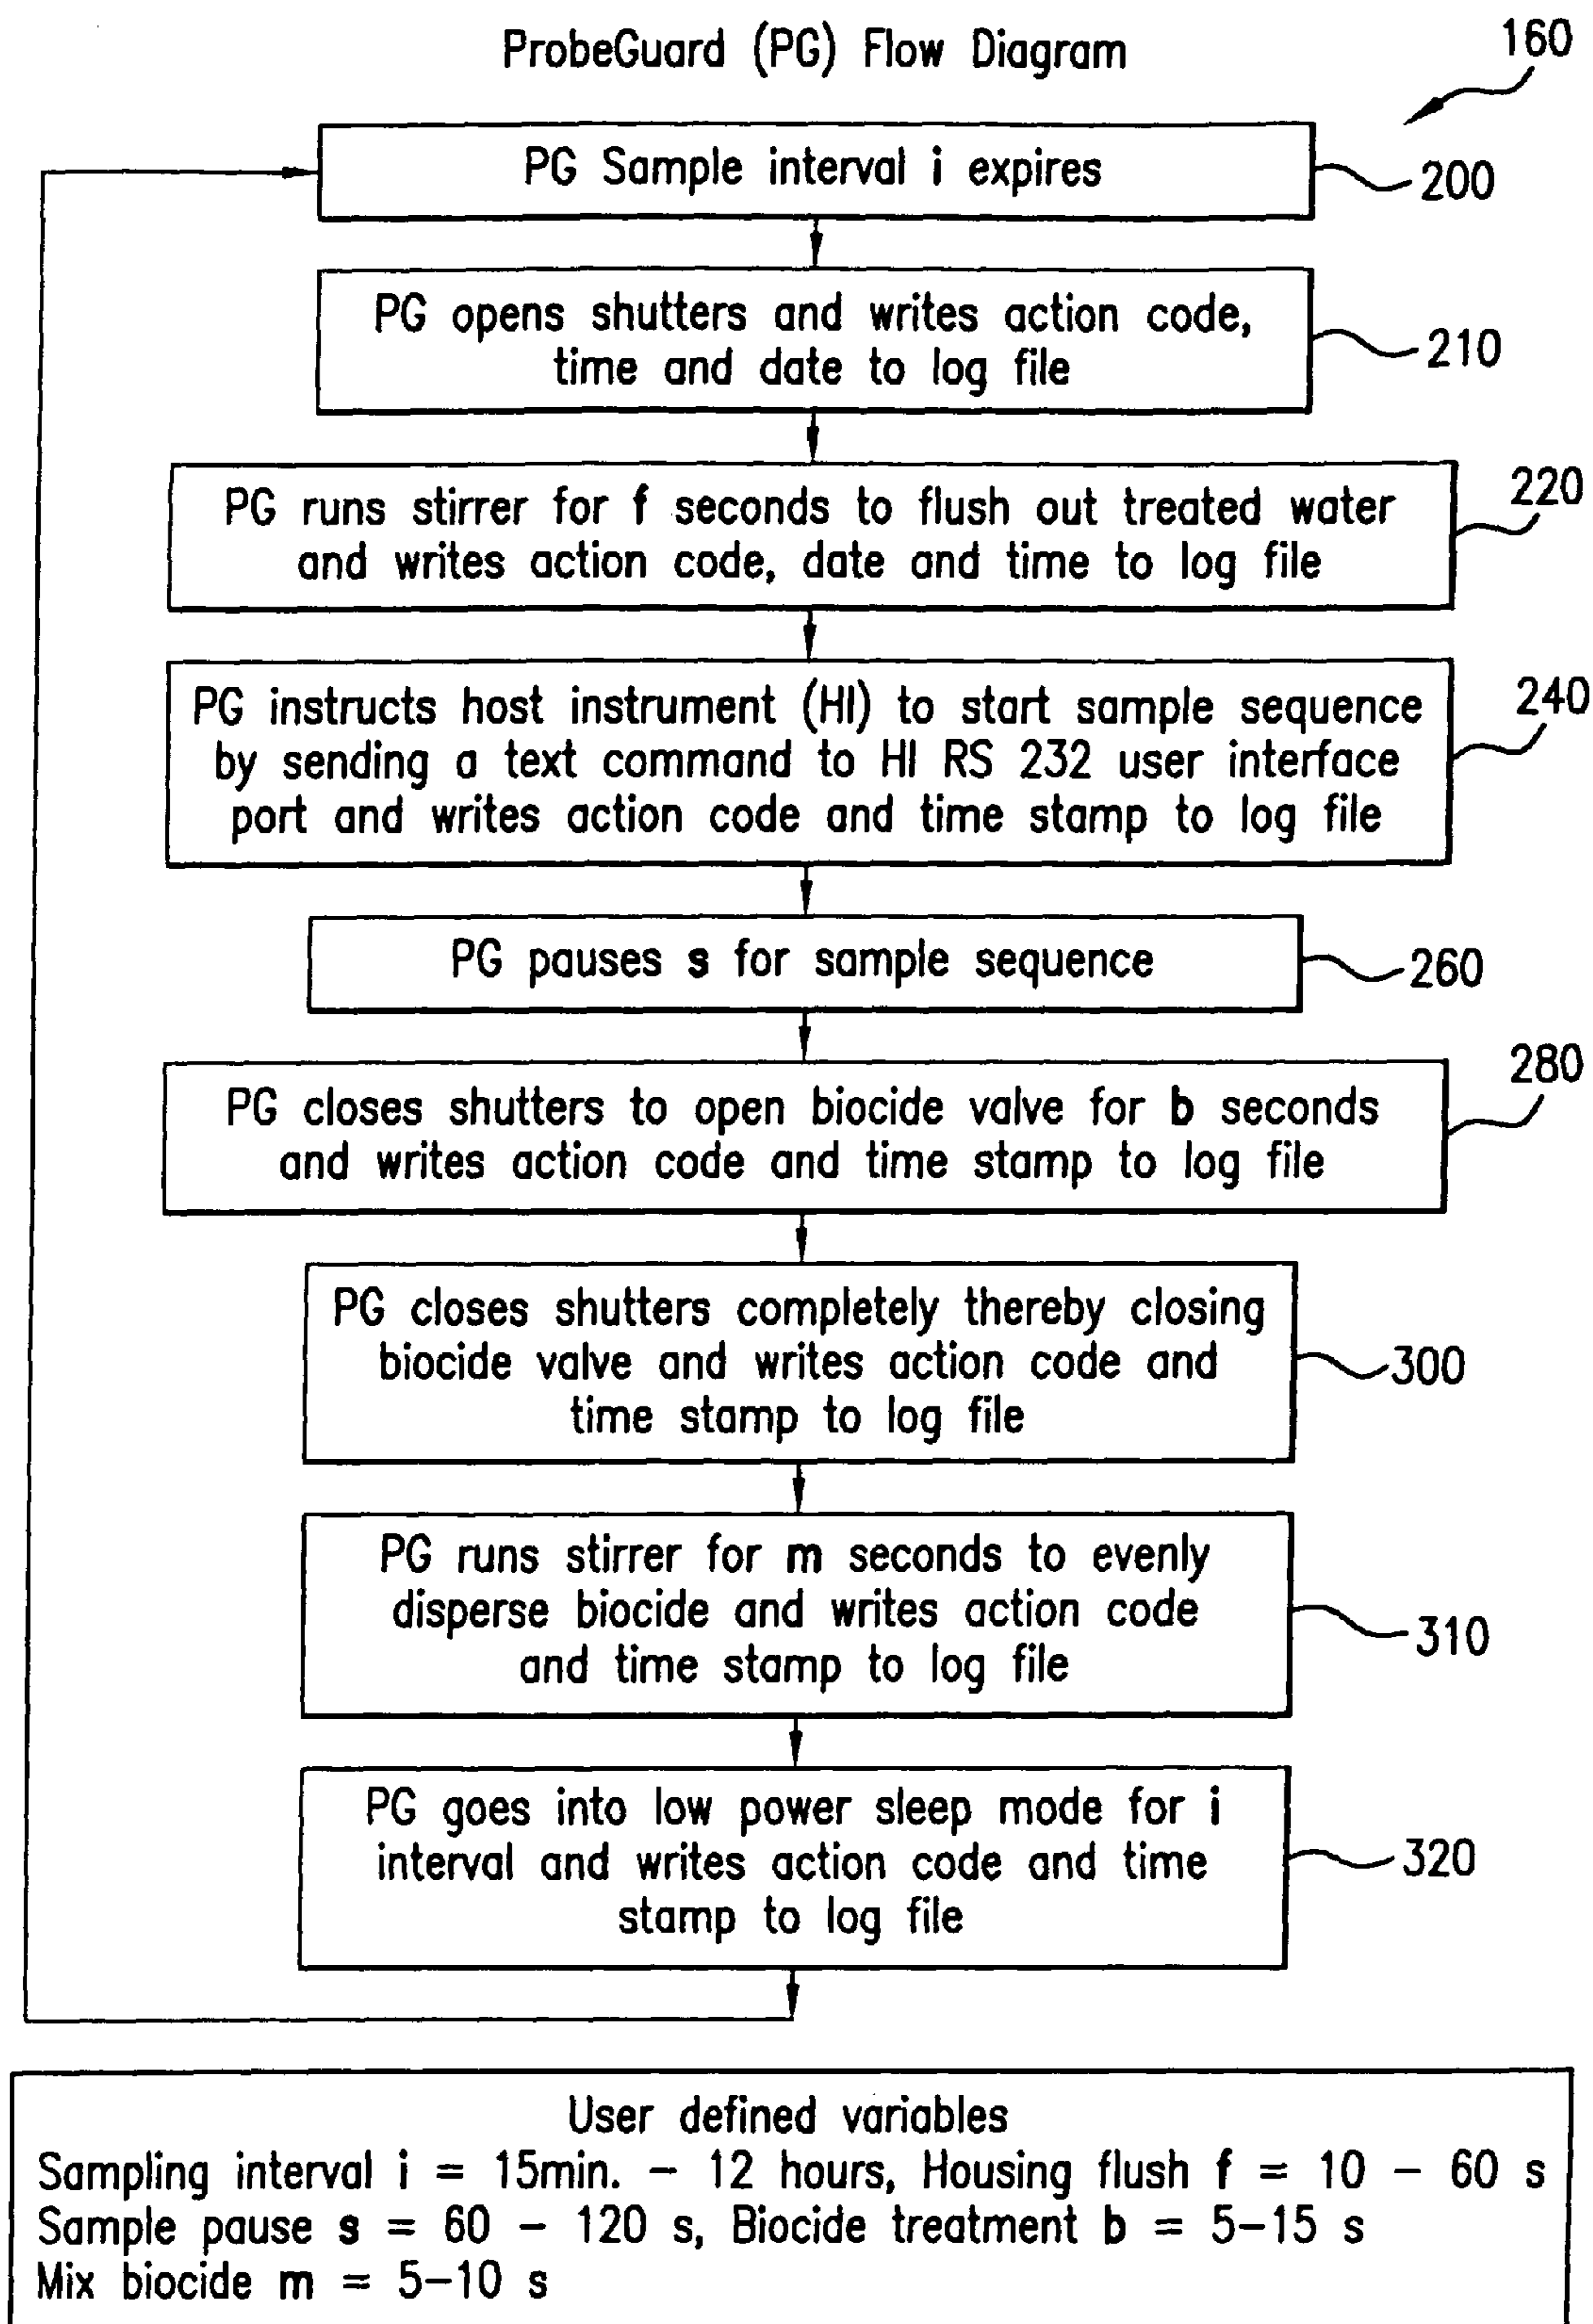 ProbeGuard (PG) Flow Diagram
160
PG Sample interval i expires
200
PG opens shutters and writes action code,
time and date to log file
210
PG runs stirrer for f seconds to flush out treated water
and writes action code, date and time to log file
220
PG instructs host instrument (HI) to start sample sequence
by sending a text command to HI RS 232 user interface
port and writes action code and time stamp to log file
240
PG pauses s for sample sequence
260
PG closes shutters to open biocide valve for b seconds
and writes action code and time stamp to log file
280
PG closes shutters completely thereby closing
biocide valve and writes action code and
time stamp to log file
300
PG runs stirrer for m seconds to evenly
disperse biocide and writes action code
and time stamp to log file
310
PG goes into low power sleep mode for i
interval and writes action code and time
stamp to log file
320
User defined variables
Sampling interval i = 15min. – 12 hours, Housing flush f = 10 – 60 s
Sample pause s = 60 – 120 s, Biocide treatment b = 5–15 s
Mix biocide m = 5–10 s